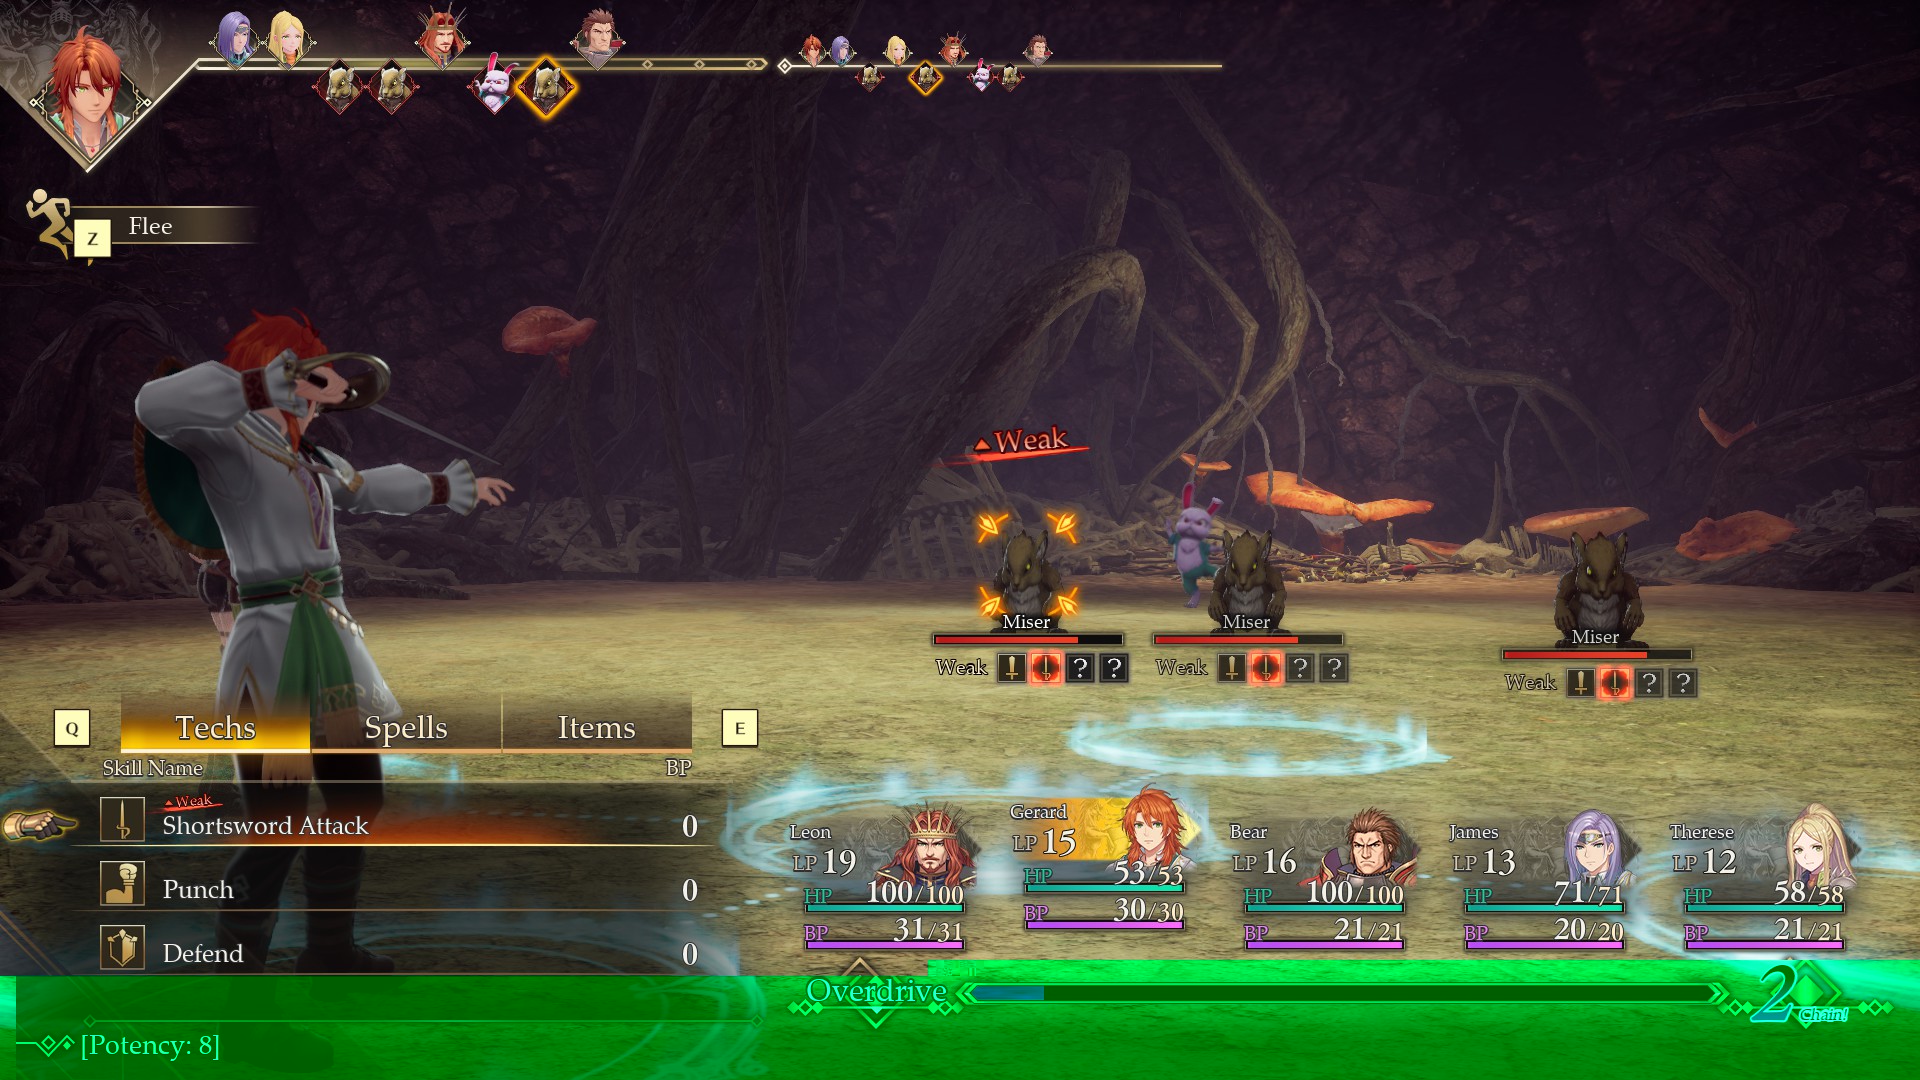 Z
Flee
Weak
Miser
Weak ? ?
Miser
Weak ? ?
Miser
Weak ? ?
Q
Techs
Spells
Items
E
Skill Name
BP
Weak
Shortsword Attack
0
Punch
0
Defend
0
Leon
LP 19
HP 100/100
BP 31/31
Gerard
LP 15
HP 53/53
BP 30/30
Bear
LP 16
HP 100/100
BP 21/21
James
LP 13
HP 71/71
BP 20/20
Therese
LP 12
HP 58/58
BP 21/21
Overdrive
2
Chain!
[Potency: 8]